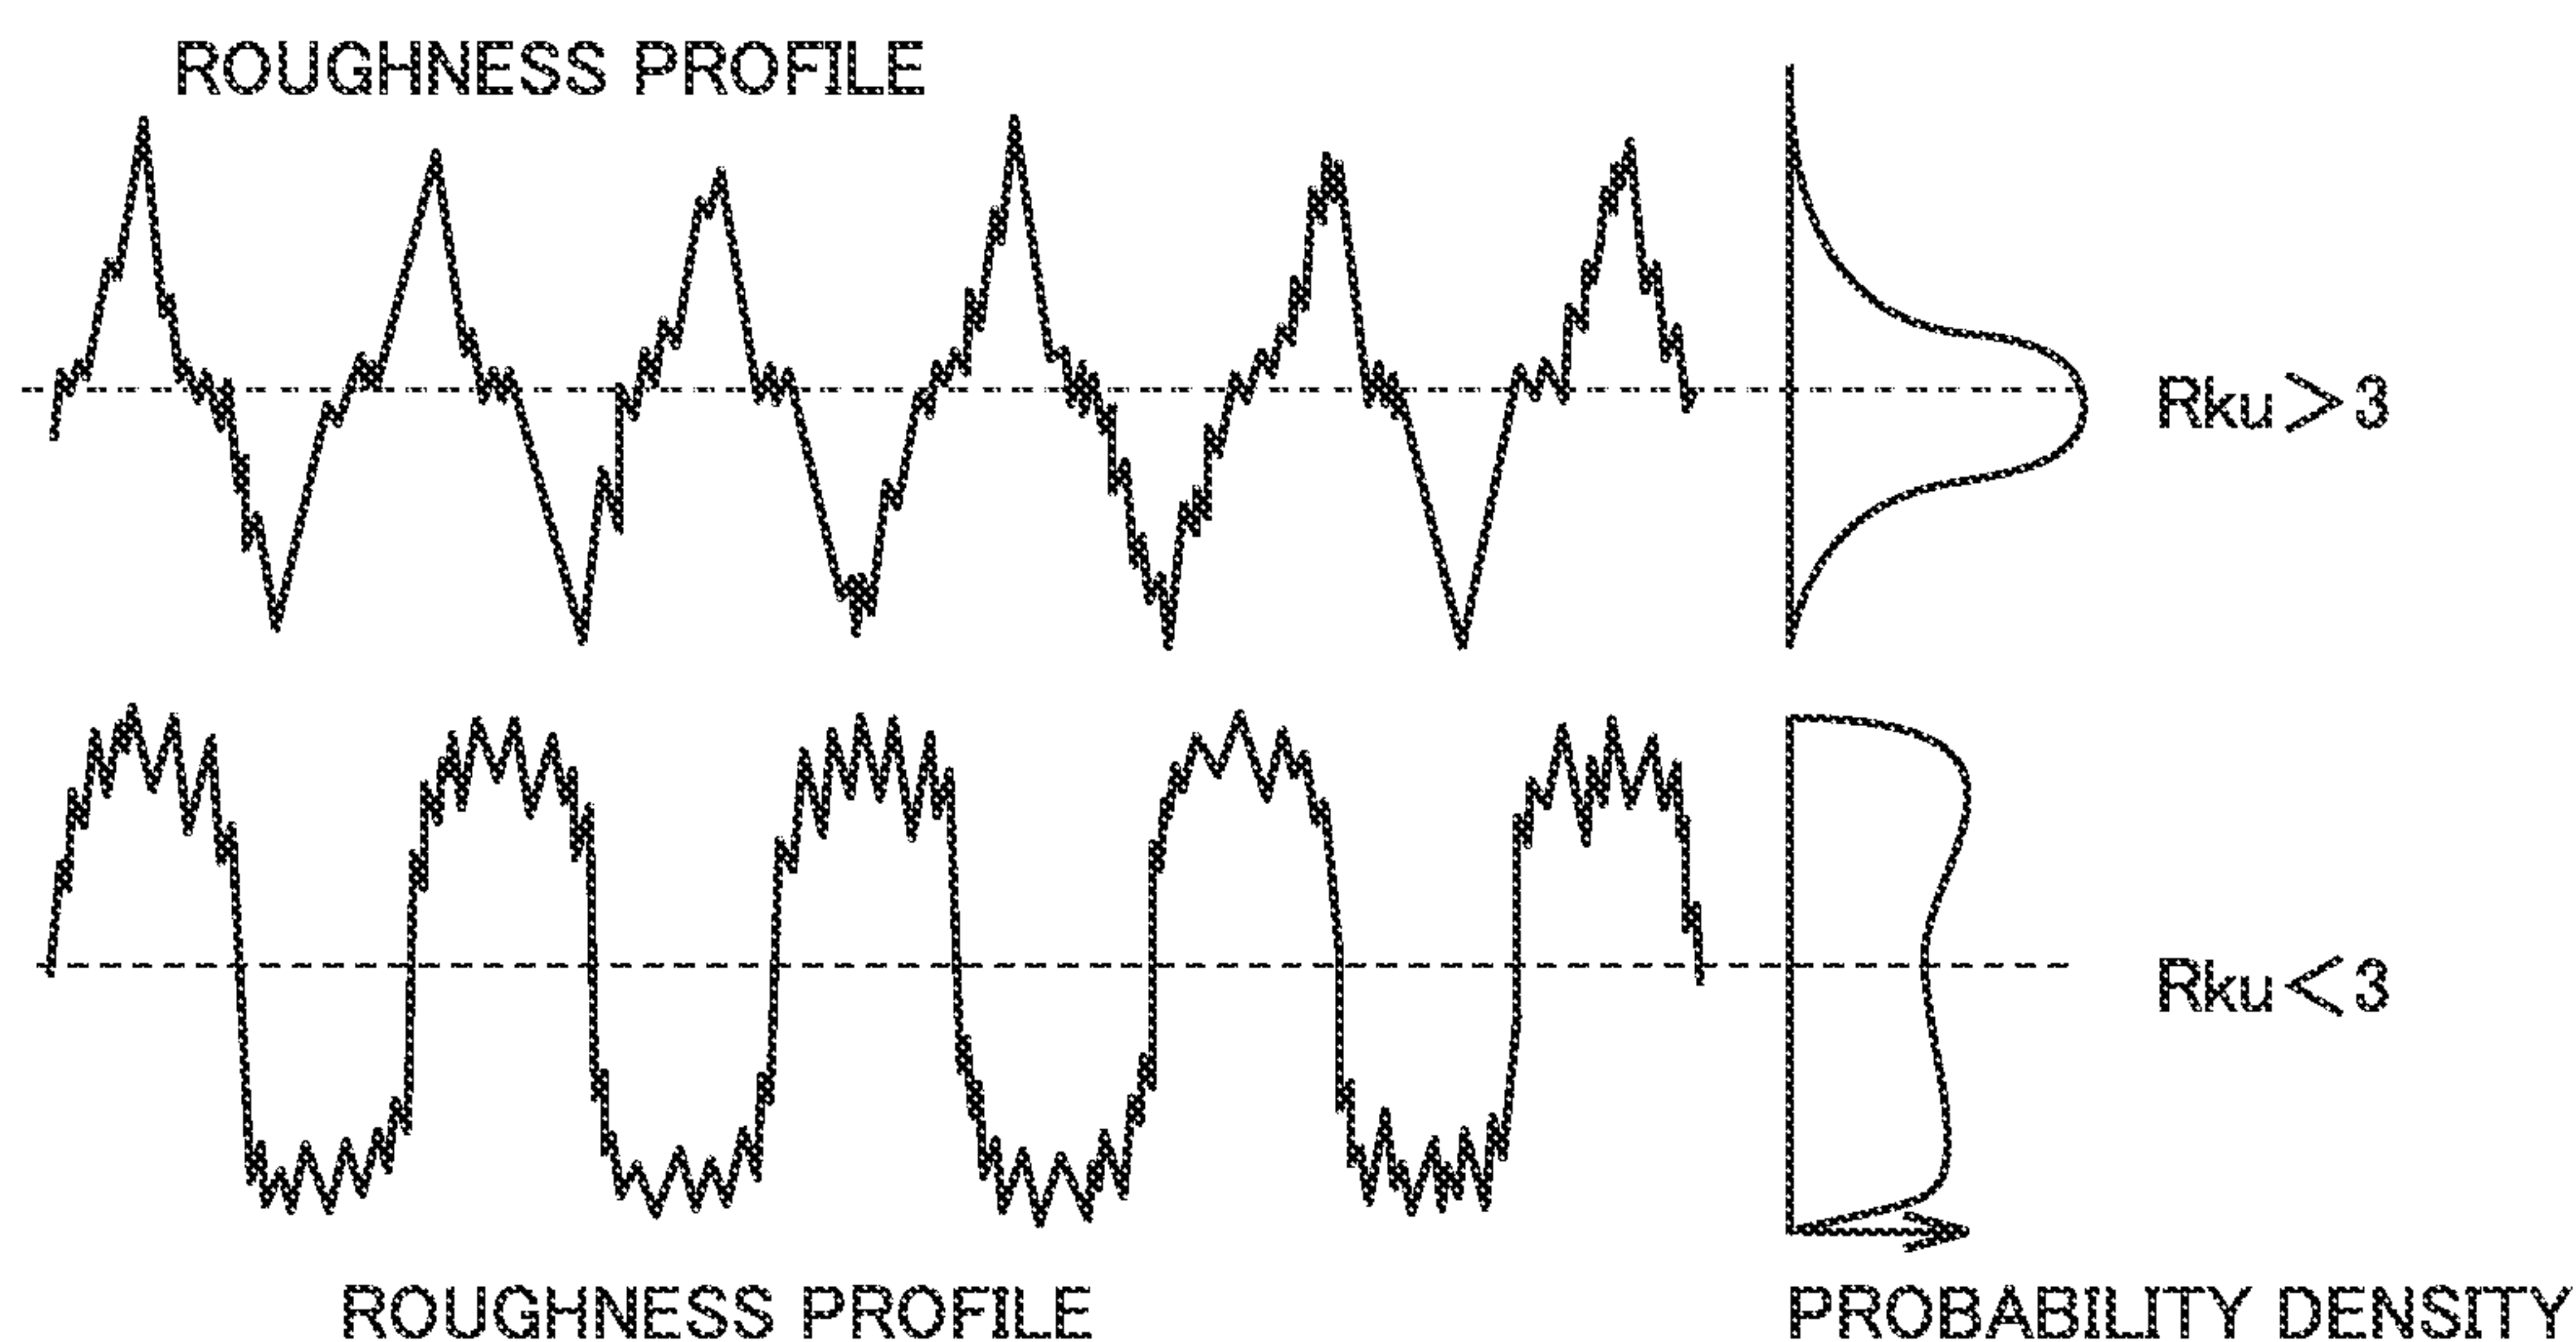 ROUGHNESS PROFILE
Rku>3
Rku<3
ROUGHNESS PROFILE
PROBABILITY DENSITY